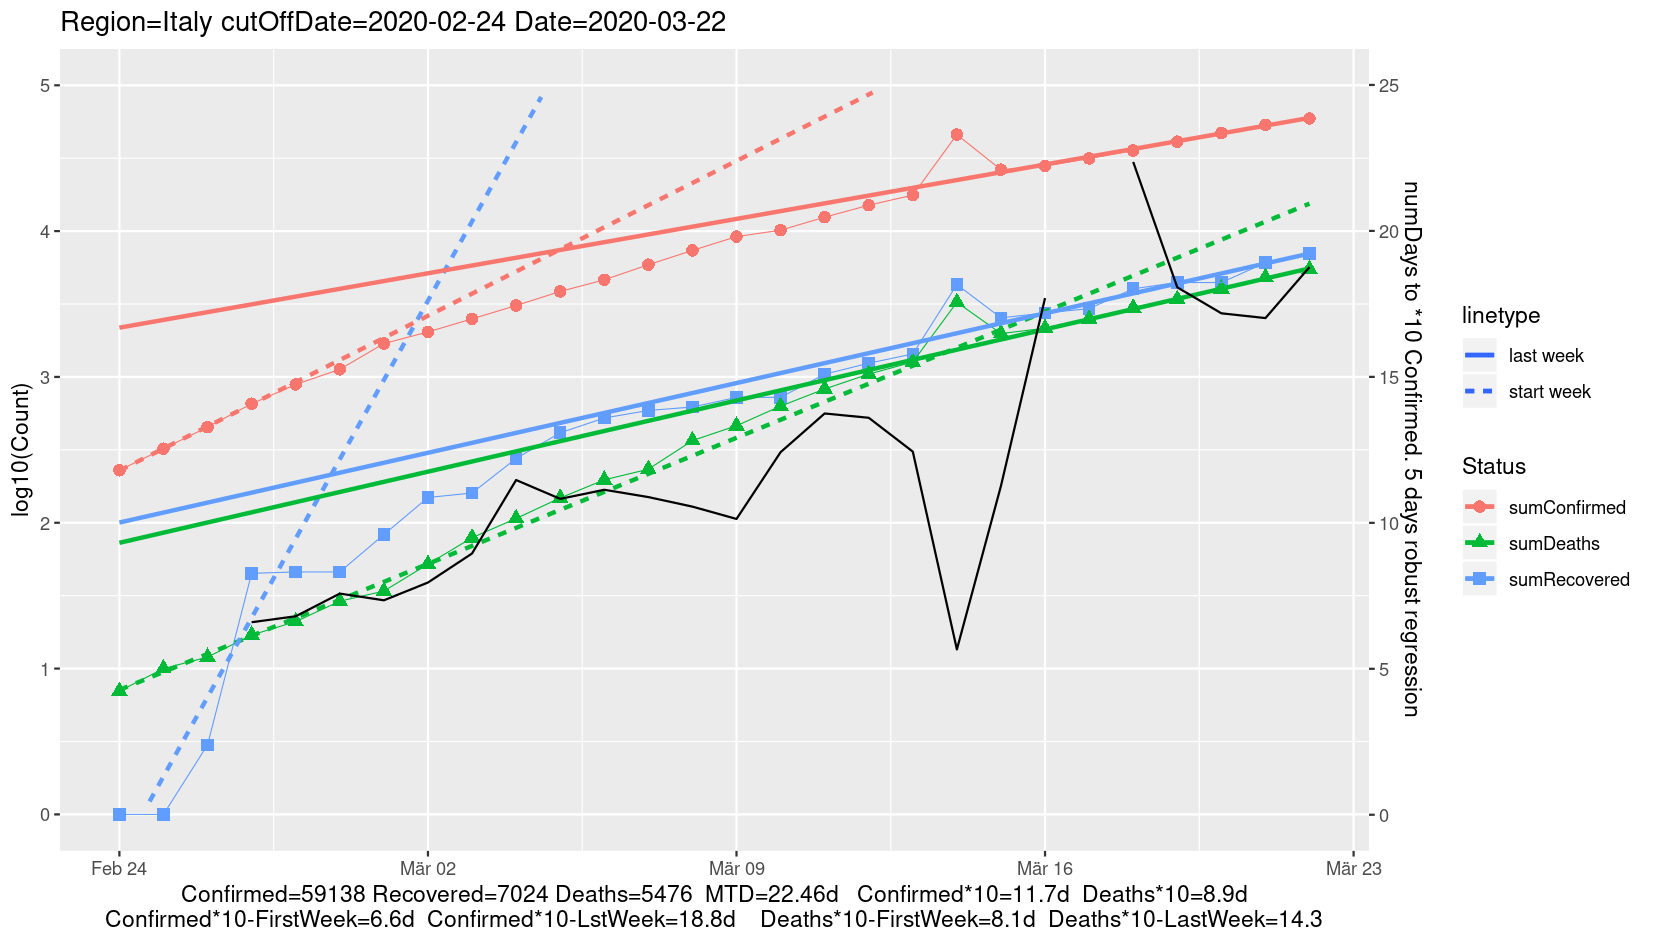 Region=Italy cutOffDate=2020-02-24 Date=2020-03-22
5
4
3
2
1
0
log10(Count)
25
20
15
10
5
0
numDays to *10 Confirmed. 5 days robust regression
Feb 24
Mär 02
Mär 09
Mär 16
Mär 23
Confirmed=59138 Recovered=7024 Deaths=5476 MTD=22.46d Confirmed*10=11.7d Deaths*10=8.9d
Confirmed*10-FirstWeek=6.6d Confirmed*10-LstWeek=18.8d Deaths*10-FirstWeek=8.1d Deaths*10-LastWeek=14.3
linetype
last week
start week
Status
sumConfirmed
sumDeaths
sumRecovered